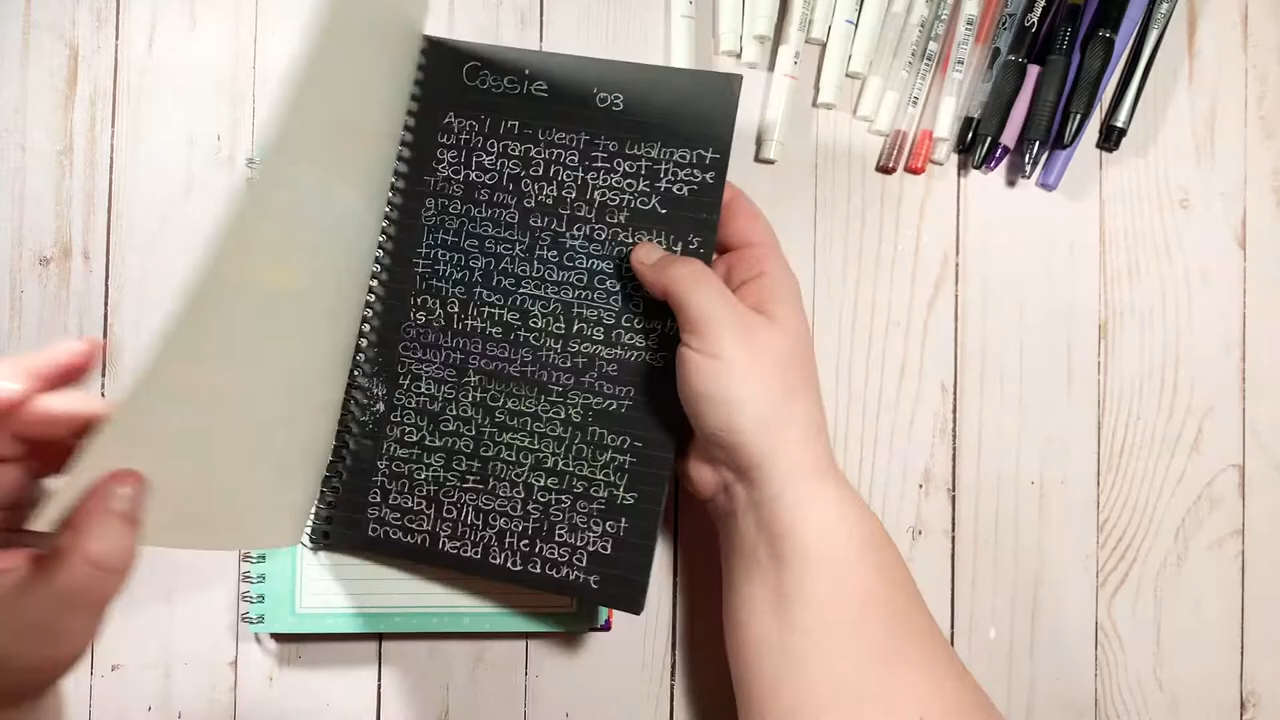 Cassie '03
April 17 - went to walmart
with grandma. I got these
gel pens, a notebook for
school, and a lipstick.
This is my 2nd day at
grandma and grandaddy's.
Grandaddy's feeling
little sick. He came
from an Alabama
I think he screamed a
little too much. He's cough
ing a little and his nose
is a little itchy sometimes
Grandma says that he
caught something from
Jesse. Anyway, I spent
4 days at Chelsea's:
Saturday, Sunday, mon-
day, and Tuesday night
grandma and grandaddy
met us at michael's arts
& crafts. I had lots of
fun at chelsea's. She got
a baby billy goat! Bubba
she calls him. He has a
brown head and a white